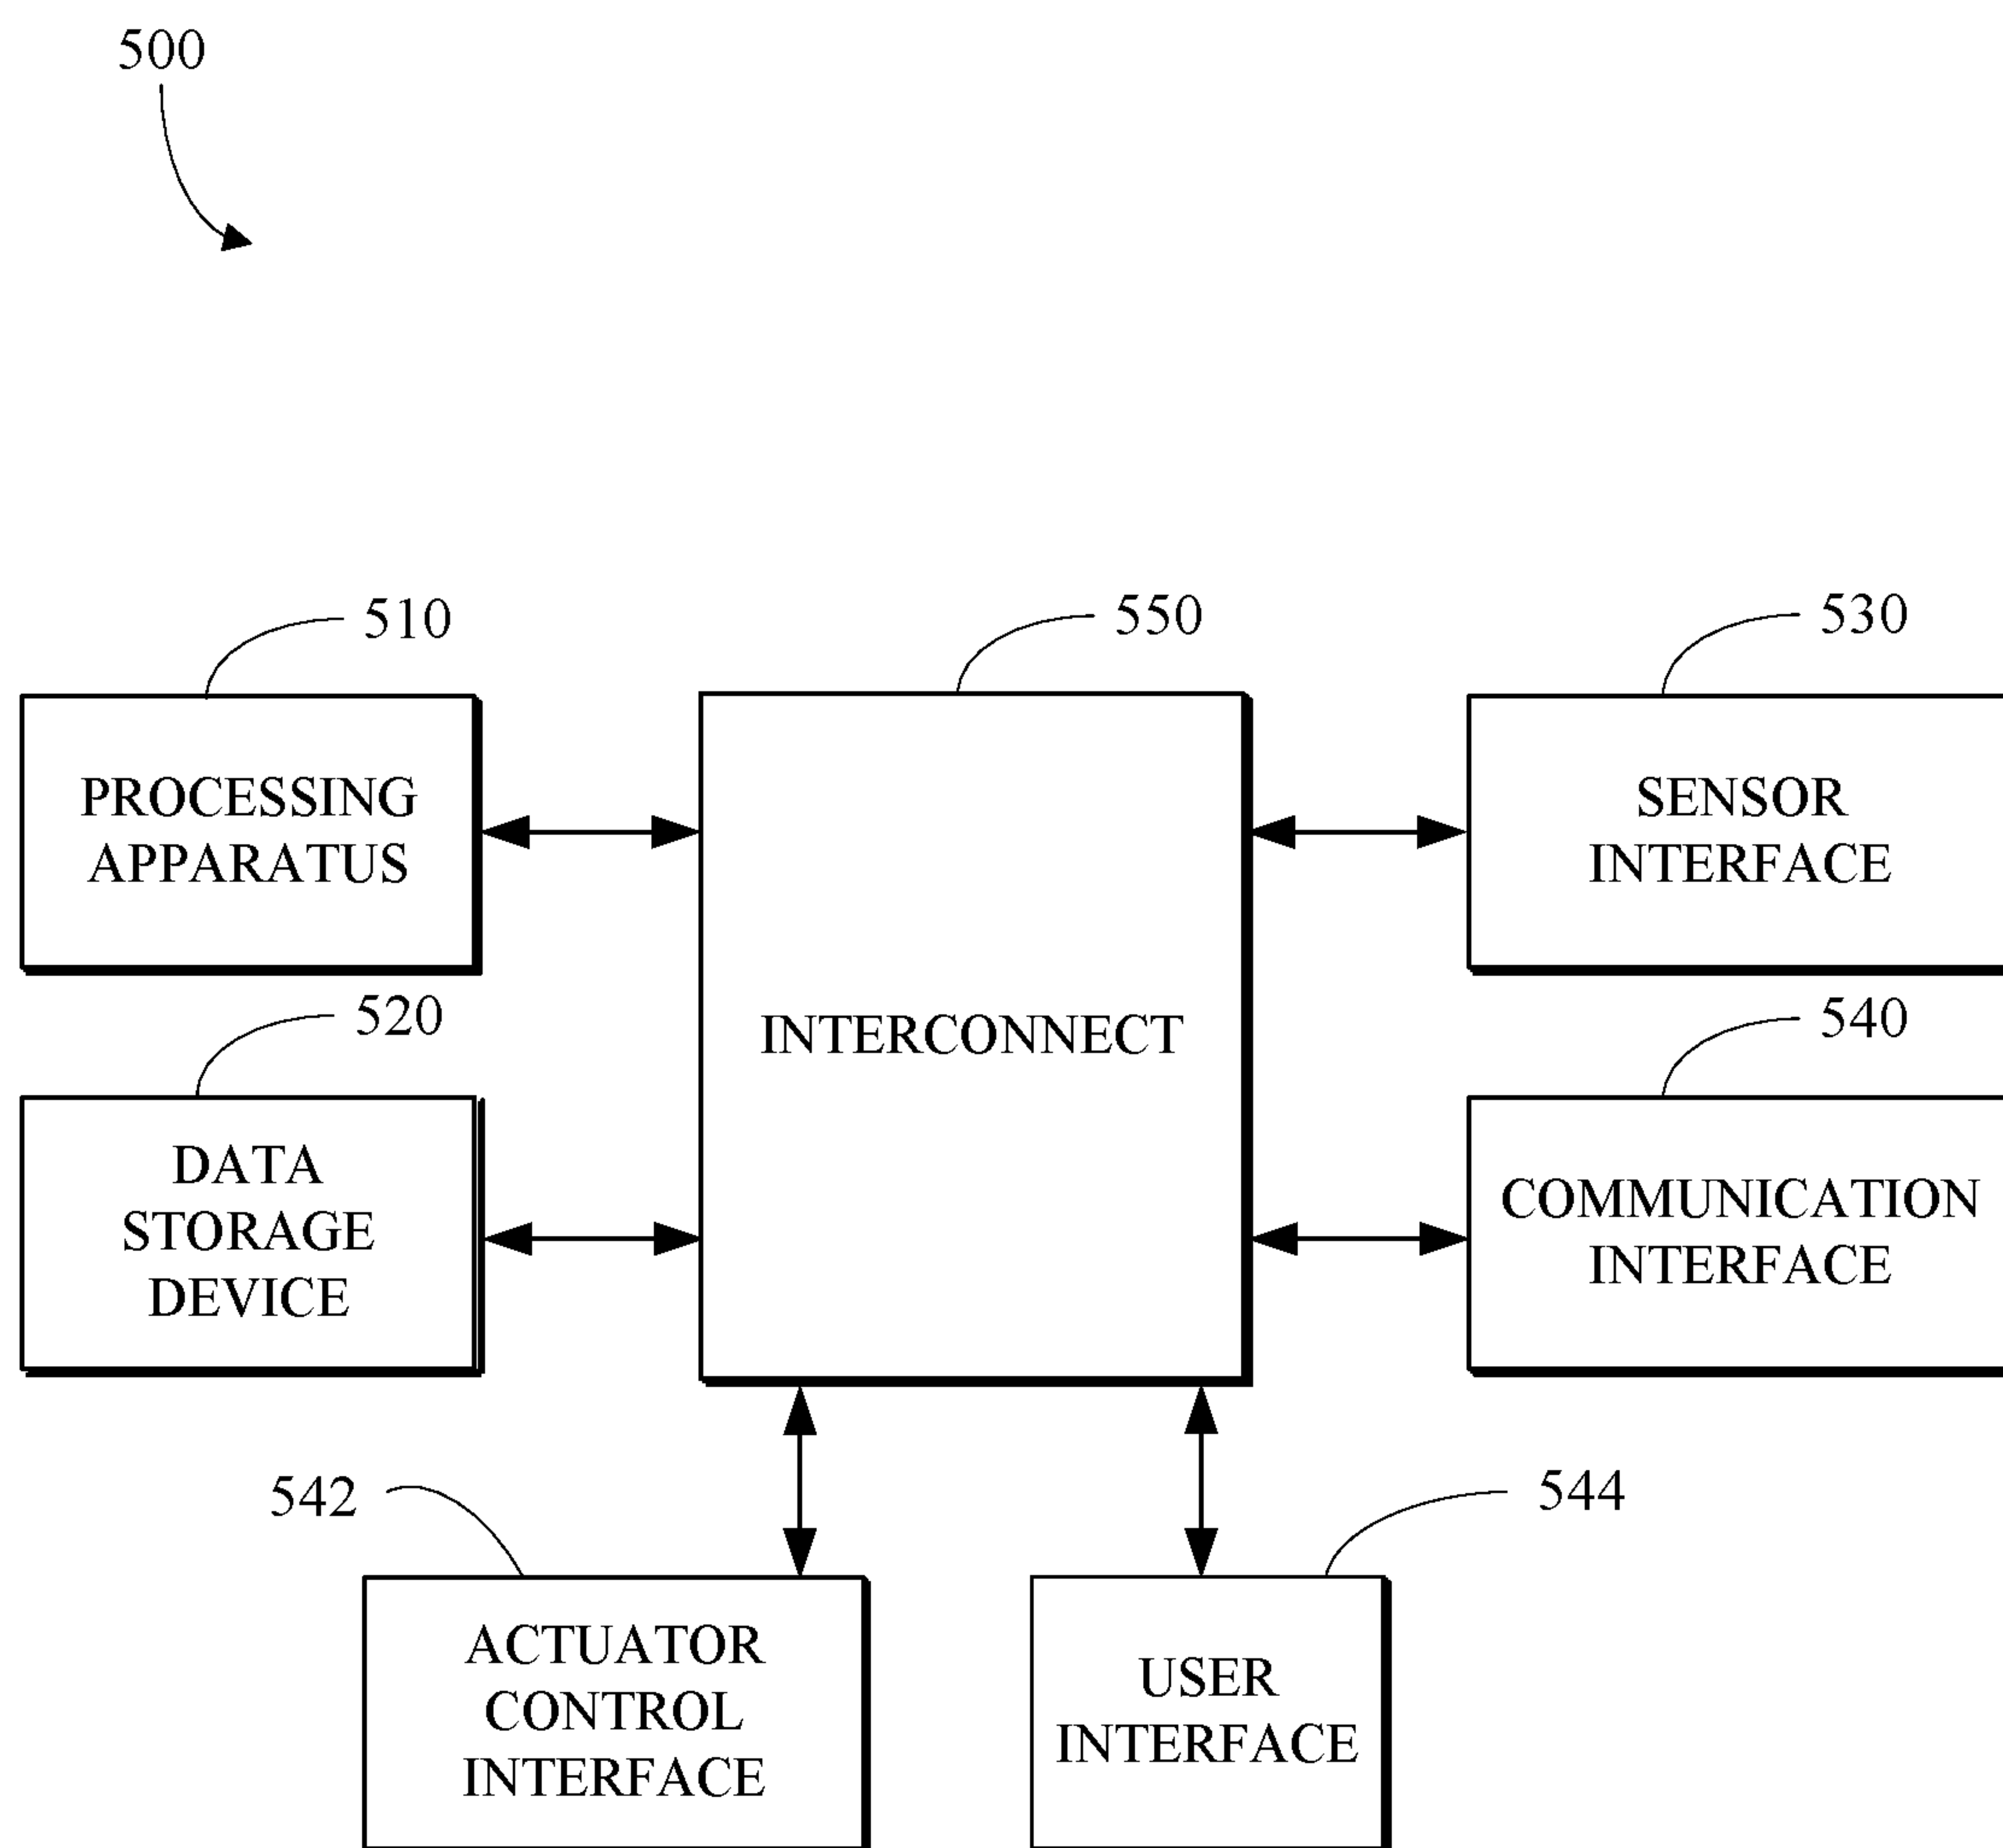 500
510
550
530
PROCESSING
APPARATUS
INTERCONNECT
SENSOR
INTERFACE
520
540
DATA
STORAGE
DEVICE
COMMUNICATION
INTERFACE
542
544
ACTUATOR
CONTROL
INTERFACE
USER
INTERFACE